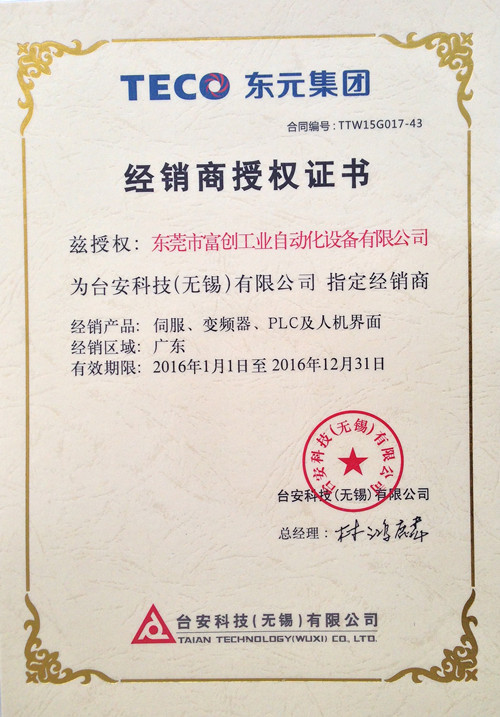 TECO 东元集团
合同编号:TTW15G017-43
经销商授权证书
兹授权:东莞市富创工业自动化设备有限公司
为台安科技(无锡)有限公司 指定经销商
经销产品: 伺服、变频器、PLC及人机界面
经销区域: 广东
有效期限: 2016年1月1日至 2016年12月31日
台安科技(无锡)有限公司
台安科技(无锡)有限公司
总经理: 林鸿
台安科技(无锡)有限公司
TAIAN TECHNOLOGY(WUXI) CO., LTD.